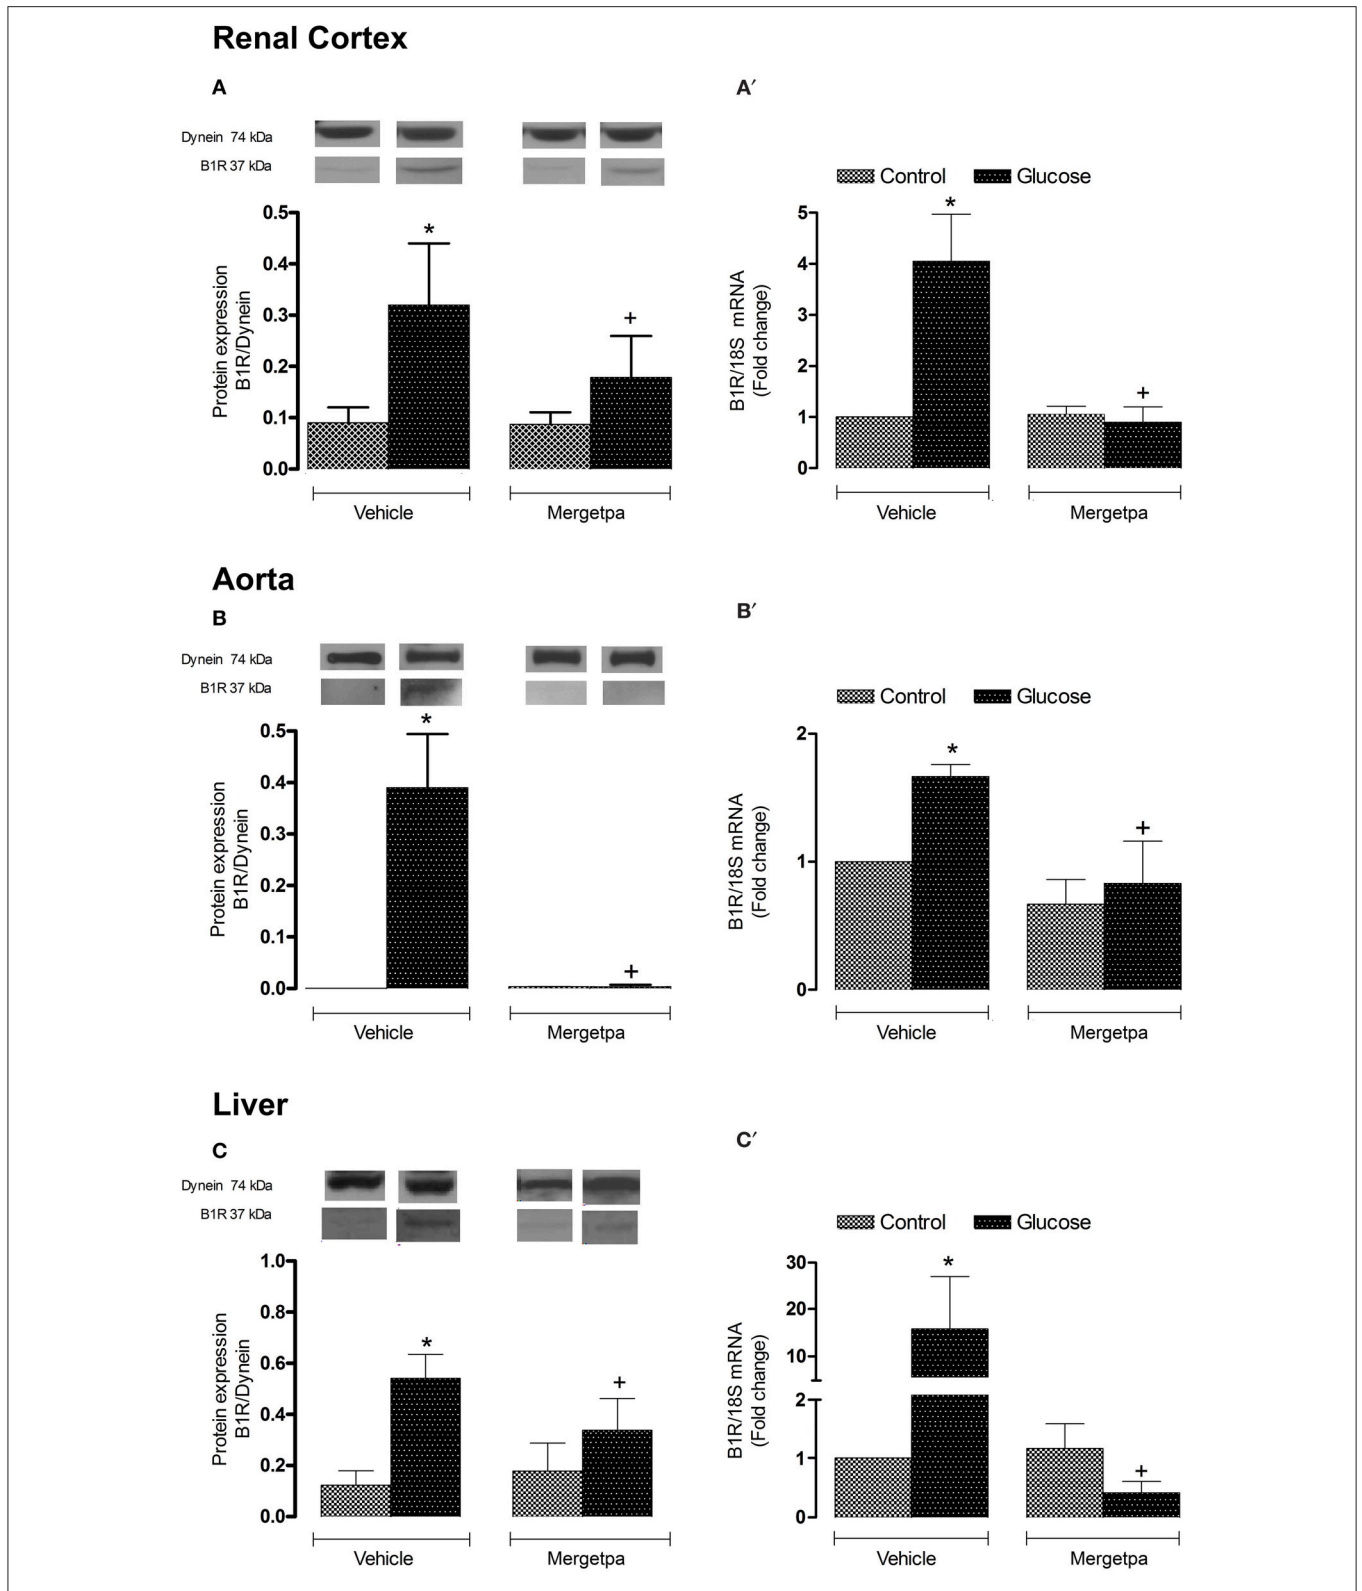 Renal Cortex
A
A′
Dynein 74 kDa
B1R 37 kDa
Control
Glucose
Protein expression
B1R/Dynein
0.5
0.4
0.3
0.2
0.1
0.0
*
+
Vehicle
Mergetpa
B1R/18S mRNA
(Fold change)
5
4
3
2
1
0
*
+
Vehicle
Mergetpa
Aorta
B
B′
Dynein 74 kDa
B1R 37 kDa
Control
Glucose
Protein expression
B1R/Dynein
0.5
0.4
0.3
0.2
0.1
0.0
*
+
Vehicle
Mergetpa
B1R/18S mRNA
(Fold change)
2
1
0
*
+
Vehicle
Mergetpa
Liver
C
C′
Dynein 74 kDa
B1R 37 kDa
Control
Glucose
Protein expression
B1R/Dynein
1.0
0.8
0.6
0.4
0.2
0.0
*
+
Vehicle
Mergetpa
B1R/18S mRNA
(Fold change)
30
20
10
2
1
0
*
+
Vehicle
Mergetpa